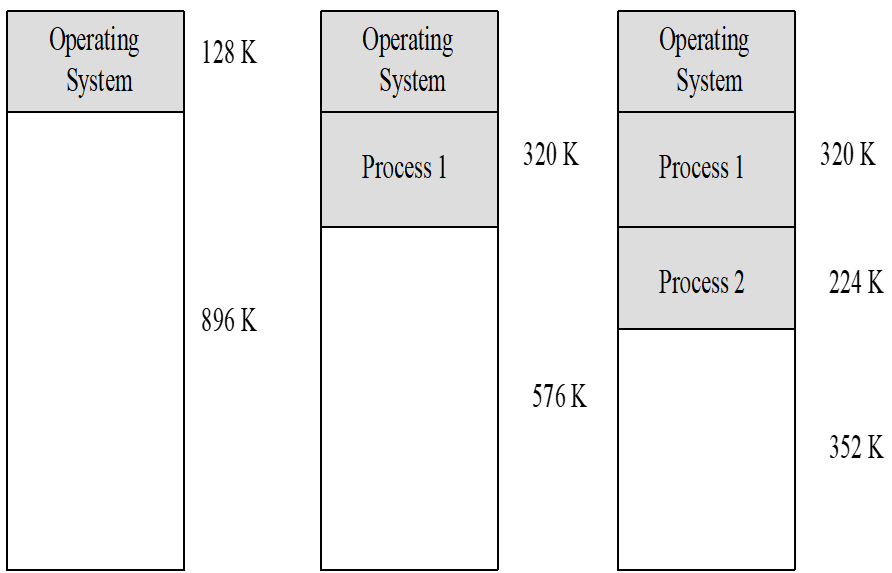 Operating
System
128 K
896 K
Operating
System
Process 1
320 K
576 K
Operating
System
Process 1
320 K
Process 2
224 K
352 K